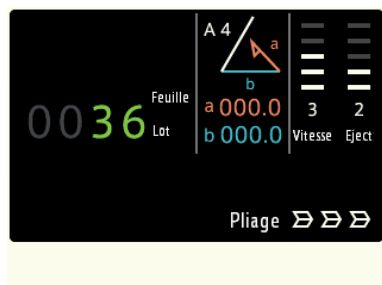 0036
Feuille
Lot
A 4
a
b
a 000.0
b 000.0
3
Vitesse
2
Eject
Pliage